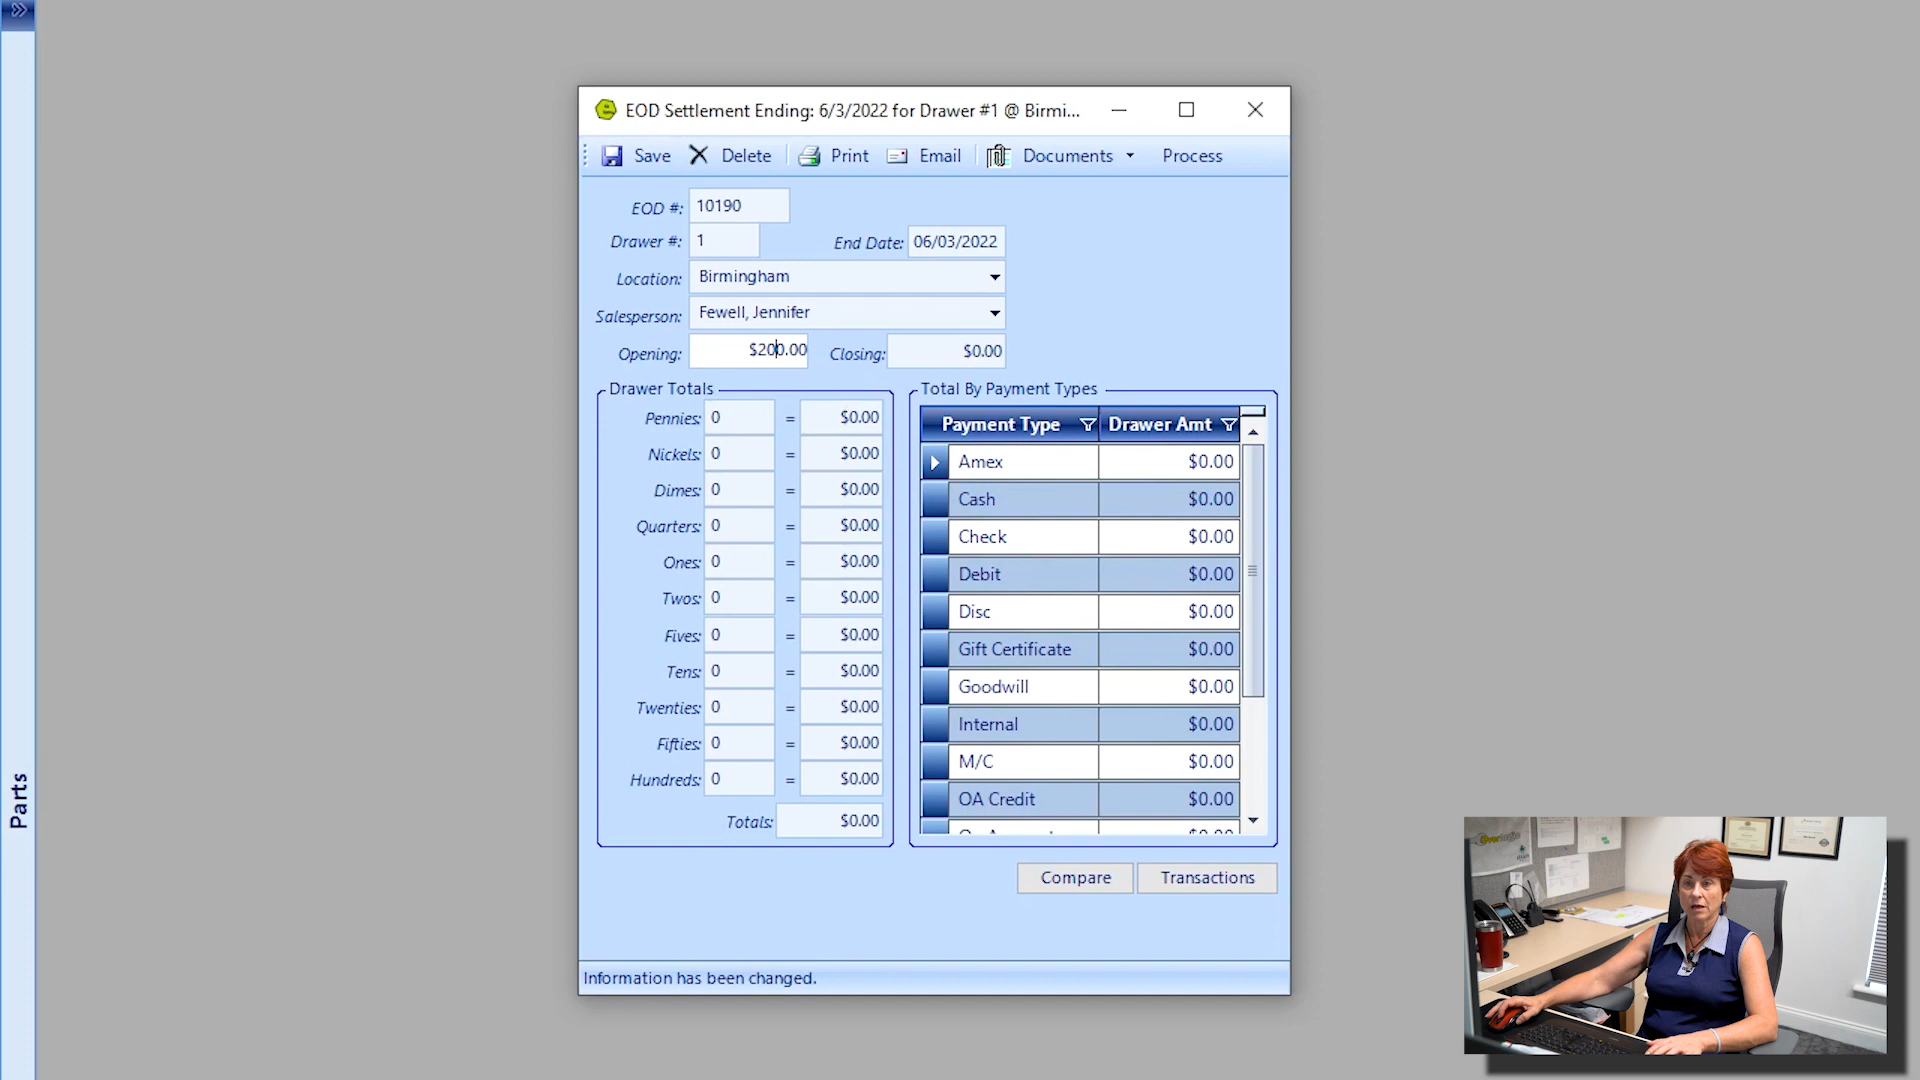 EOD Settlement Ending: 6/3/2022 for Drawer #1 @ Birmi...
Save Delete Print Email Documents Process
EOD #: 10190
Drawer #: 1 End Date: 06/03/2022
Location: Birmingham
Salesperson: Fewell, Jennifer
Opening: $200.00 Closing: $0.00
Drawer Totals
Pennies: 0 = $0.00
Nickels: 0 = $0.00
Dimes: 0 = $0.00
Quarters: 0 = $0.00
Ones: 0 = $0.00
Twos: 0 = $0.00
Fives: 0 = $0.00
Tens: 0 = $0.00
Twenties: 0 = $0.00
Fifties: 0 = $0.00
Hundreds: 0 = $0.00
Totals: $0.00
Total By Payment Types
Payment Type Drawer Amt
Amex $0.00
Cash $0.00
Check $0.00
Debit $0.00
Disc $0.00
Gift Certificate $0.00
Goodwill $0.00
Internal $0.00
M/C $0.00
OA Credit $0.00
Compare Transactions
Information has been changed.
Parts